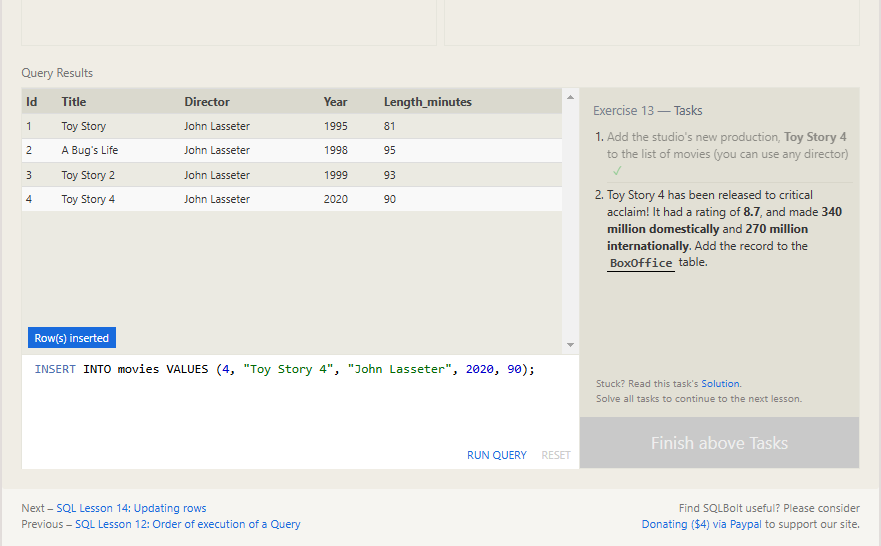 Query Results
Id Title Director Year Length_minutes
1 Toy Story John Lasseter 1995 81
2 A Bug's Life John Lasseter 1998 95
3 Toy Story 2 John Lasseter 1999 93
4 Toy Story 4 John Lasseter 2020 90
Row(s) inserted
INSERT INTO movies VALUES (4, "Toy Story 4", "John Lasseter", 2020, 90);
RUN QUERY RESET
Exercise 13 — Tasks
1. Add the studio's new production, Toy Story 4
to the list of movies (you can use any director)
✓
2. Toy Story 4 has been released to critical
acclaim! It had a rating of 8.7, and made 340
million domestically and 270 million
internationally. Add the record to the
BoxOffice table.
Stuck? Read this task's Solution.
Solve all tasks to continue to the next lesson.
Finish above Tasks
Next – SQL Lesson 14: Updating rows
Previous – SQL Lesson 12: Order of execution of a Query
Find SQLBolt useful? Please consider
Donating ($4) via Paypal to support our site.